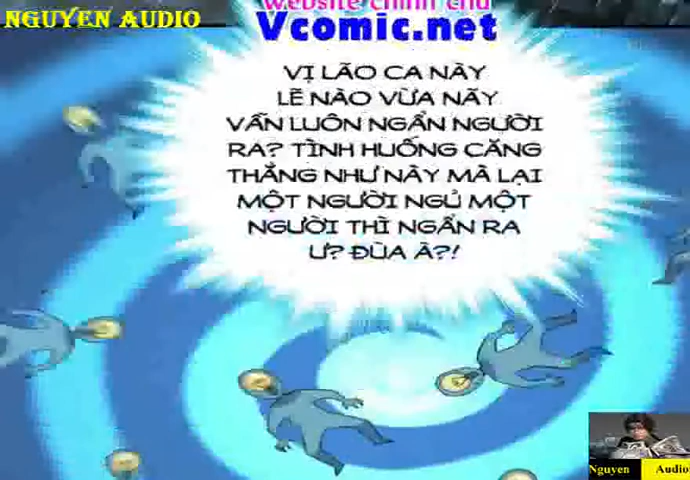 website chính chủ
NGUYEN AUDIO
Vcomic.net
VỊ LÃO CA NÀY
LẼ NÀO VỪA NÃY
VẪN LUÔN NGẨN NGƯỜI
RA? TÌNH HUỐNG CĂNG
THẲNG NHƯ NÀY MÀ LẠI
MỘT NGƯỜI NGỦ MỘT
NGƯỜI THÌ NGẨN RA
Ư? ĐÙA À?!
Nguyen Audio